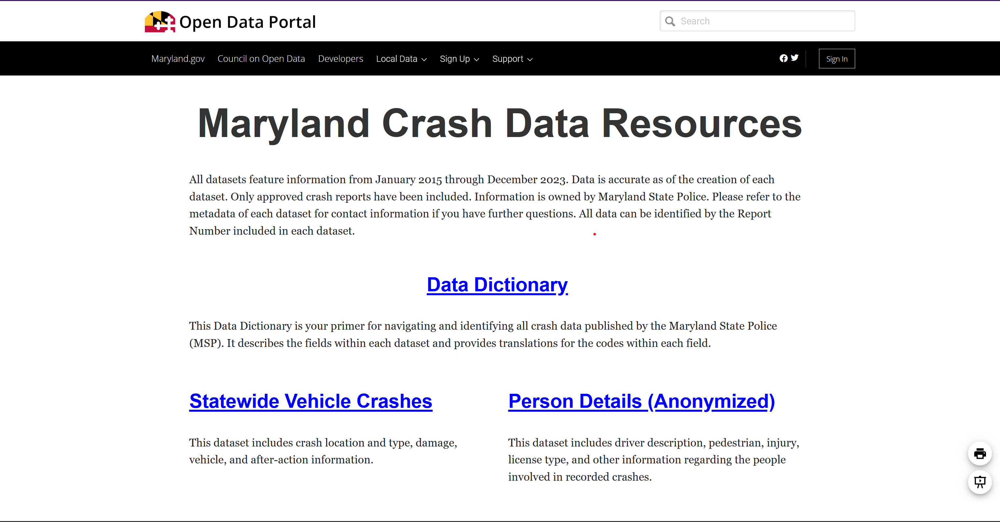 Open Data Portal
Search
Maryland.gov Council on Open Data Developers Local Data Sign Up Support Sign In
Maryland Crash Data Resources
All datasets feature information from January 2015 through December 2023. Data is accurate as of the creation of each
dataset. Only approved crash reports have been included. Information is owned by Maryland State Police. Please refer to the
metadata of each dataset for contact information if you have further questions. All data can be identified by the Report
Number included in each dataset.
Data Dictionary
This Data Dictionary is your primer for navigating and identifying all crash data published by the Maryland State Police
(MSP). It describes the fields within each dataset and provides translations for the codes within each field.
Statewide Vehicle Crashes
This dataset includes crash location and type, damage,
vehicle, and after-action information.
Person Details (Anonymized)
This dataset includes driver description, pedestrian, injury,
license type, and other information regarding the people
involved in recorded crashes.